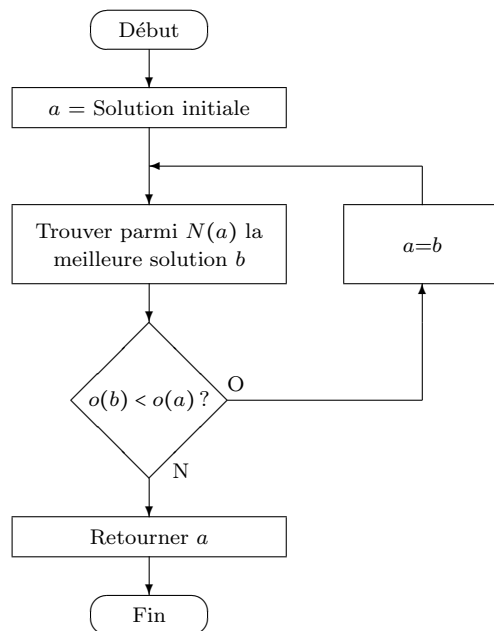 Début
a = Solution initiale
Trouver parmi N(a) la
meilleure solution b
a=b
o(b) < o(a) ?
O
N
Retourner a
Fin